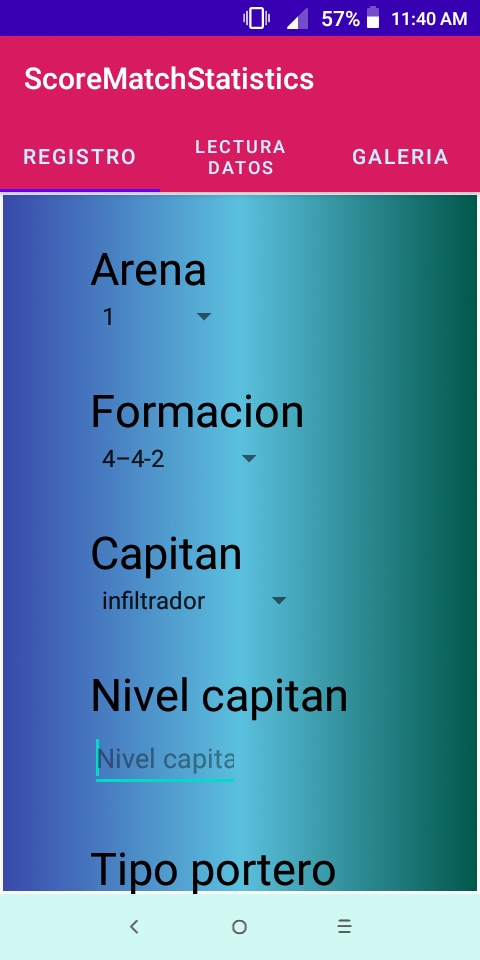 57% 11:40 AM
ScoreMatchStatistics
REGISTRO LECTURA DATOS GALERIA
Arena
1
Formacion
4–4-2
Capitan
infiltrador
Nivel capitan
Nivel capita
Tipo portero